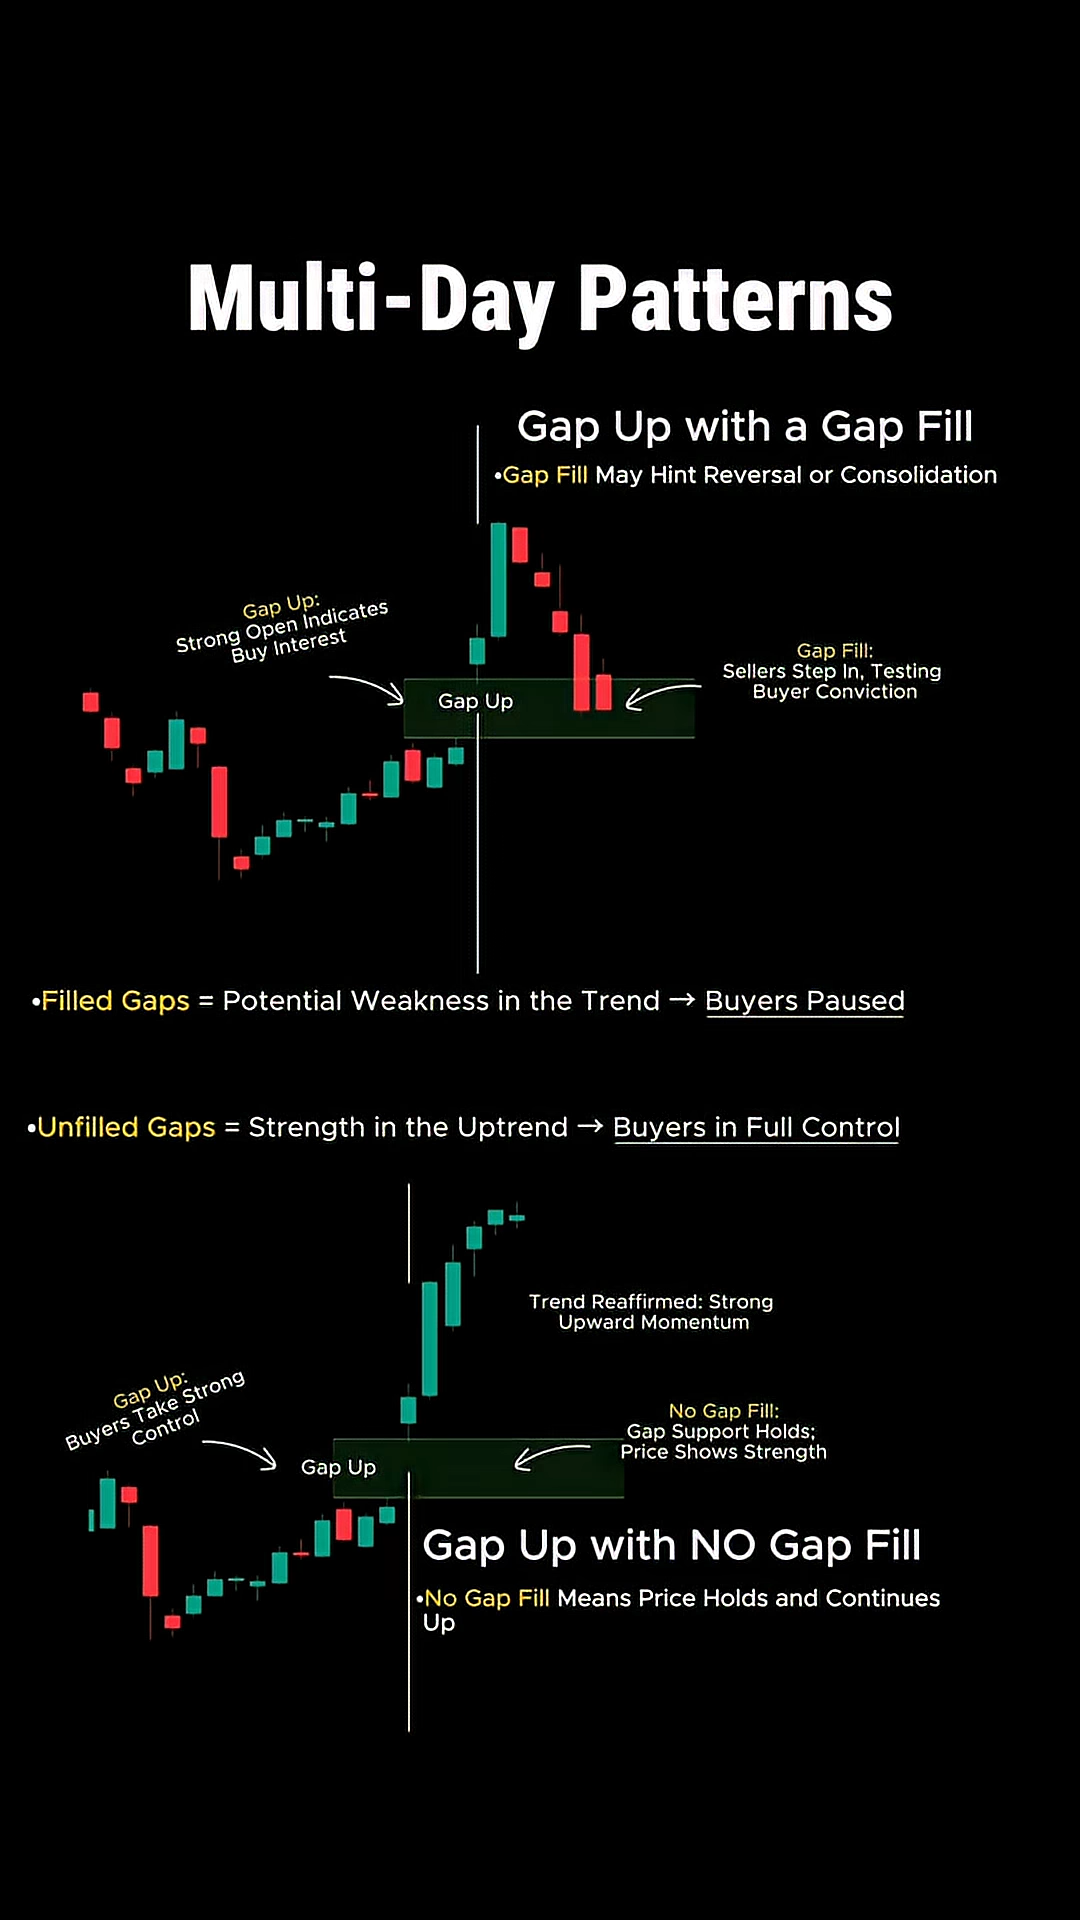 Multi-Day Patterns
Gap Up with a Gap Fill
•Gap Fill May Hint Reversal or Consolidation
Gap Up:
Strong Open Indicates
Buy Interest
Gap Up
Gap Fill:
Sellers Step In, Testing
Buyer Conviction
•Filled Gaps = Potential Weakness in the Trend → Buyers Paused
•Unfilled Gaps = Strength in the Uptrend → Buyers in Full Control
Trend Reaffirmed: Strong
Upward Momentum
Gap Up:
Buyers Take Strong
Control
Gap Up
No Gap Fill:
Gap Support Holds;
Price Shows Strength
Gap Up with NO Gap Fill
•No Gap Fill Means Price Holds and Continues
Up